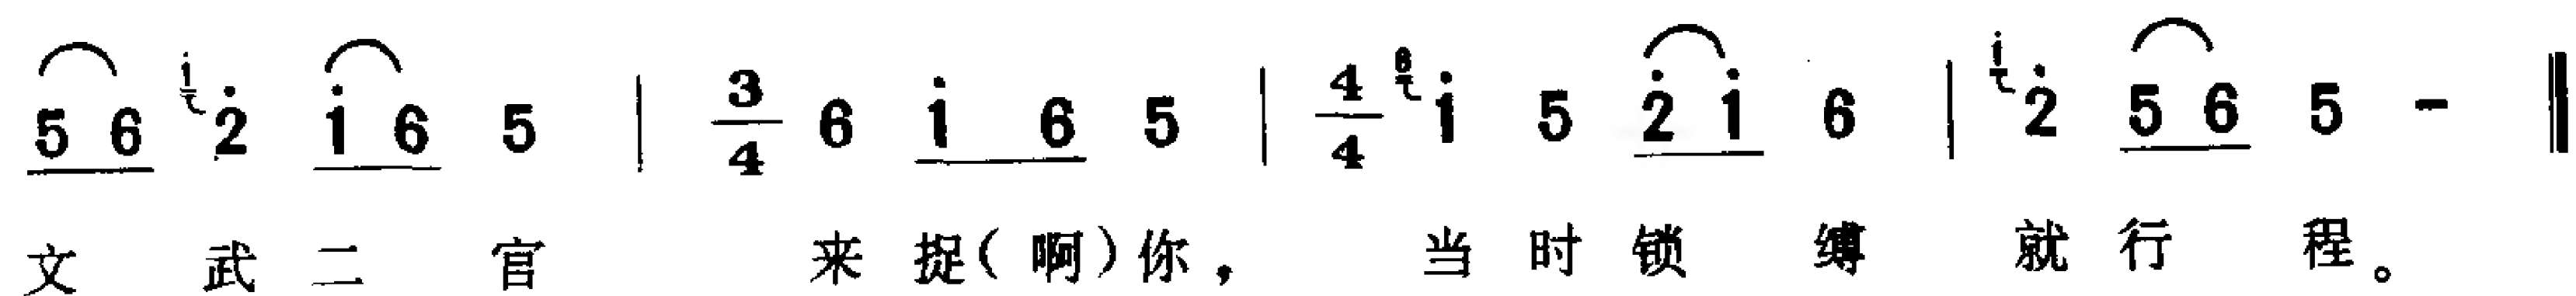 5 6 i 2̇ i̇ 6 5 | 3/4 6 i̇ 6 5 | 4/4 6 i̇ 5 2̇ i̇ 6 | i 2̇ 5 6 5 - ‖
文 武 二 官 来 捉（ 啊 ）你 ， 当 时 锁 缚 就 行 程 。